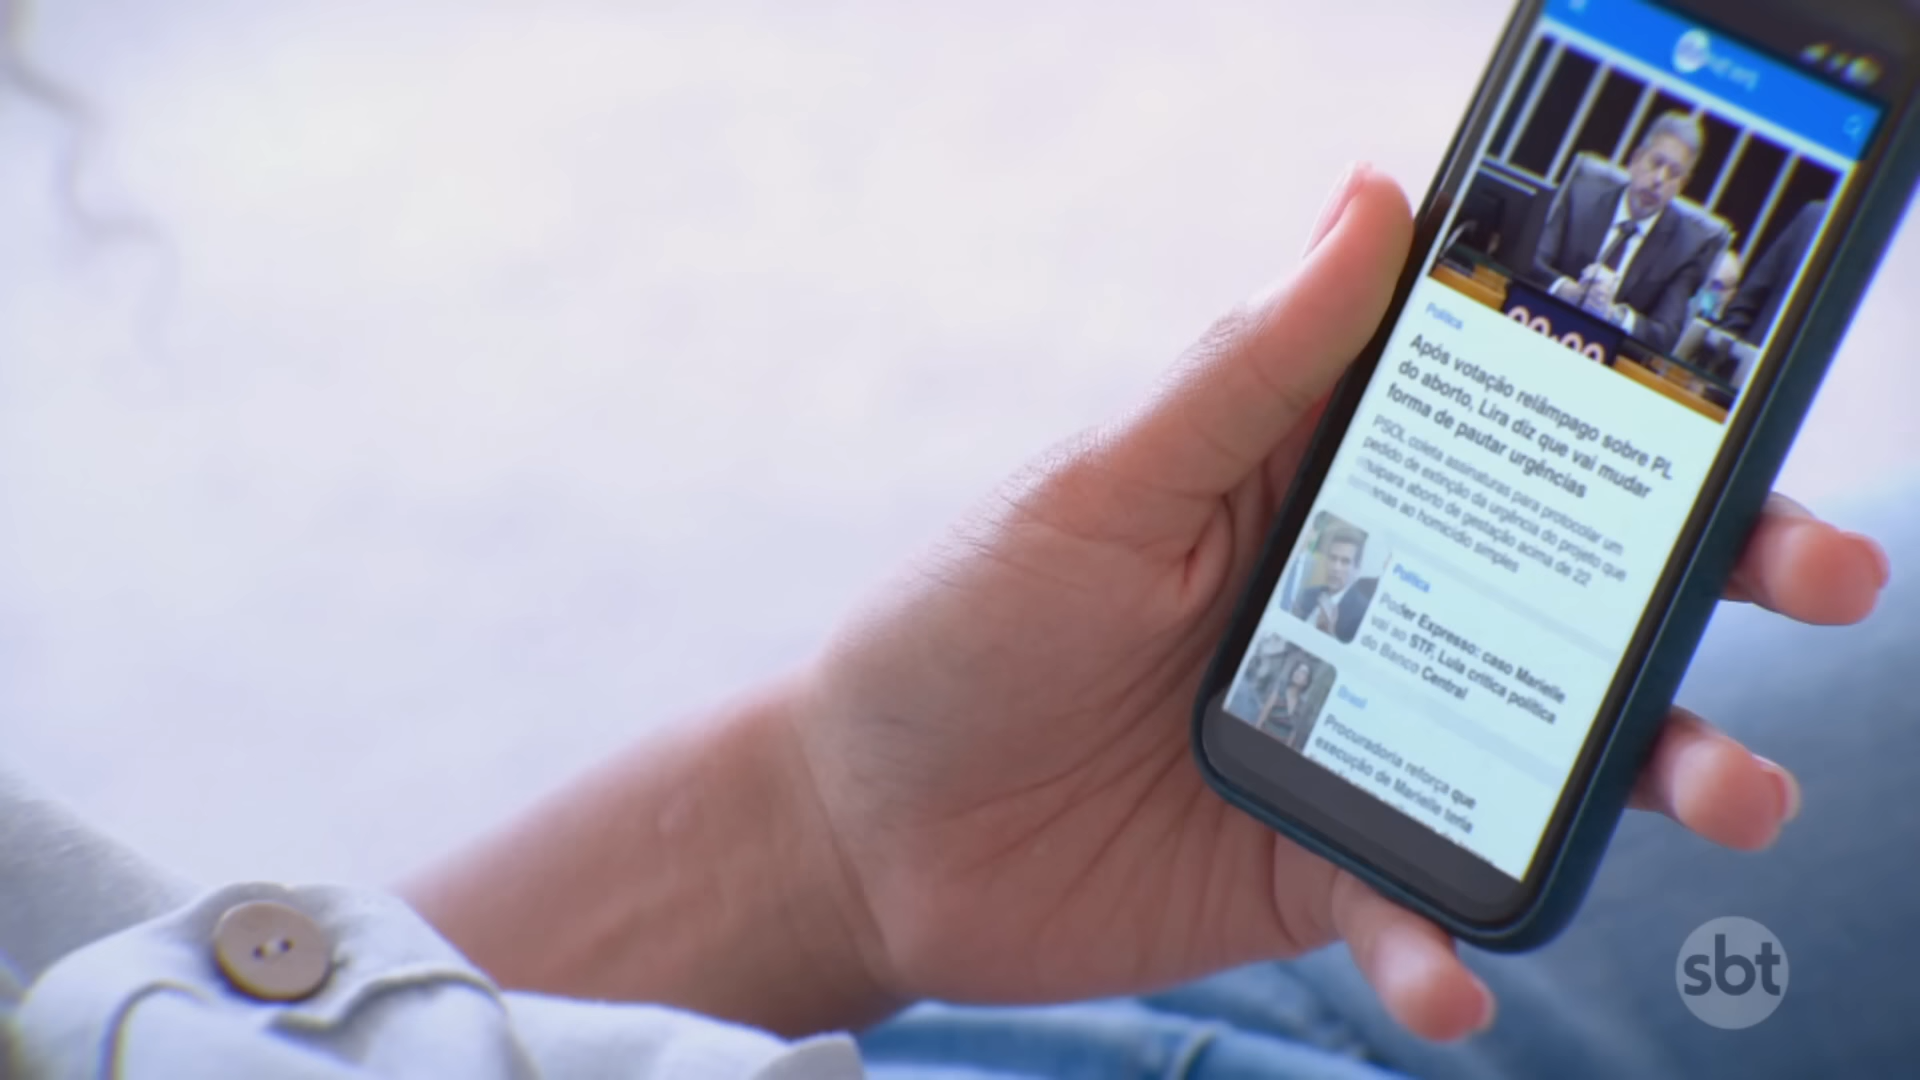 news
Política
00:00
Após votação relâmpago sobre PL
do aborto, Lira diz que vai mudar
forma de pautar urgências
PSOL coleta assinaturas para protocolar um
pedido de extinção da urgência do projeto que
equipara aborto de gestação acima de 22
semanas ao homicídio simples
Política
Poder Expresso: caso Marielle
vai ao STF, Lula critica política
do Banco Central
Brasil
Procuradoria reforça que
execução de Marielle teria
sbt